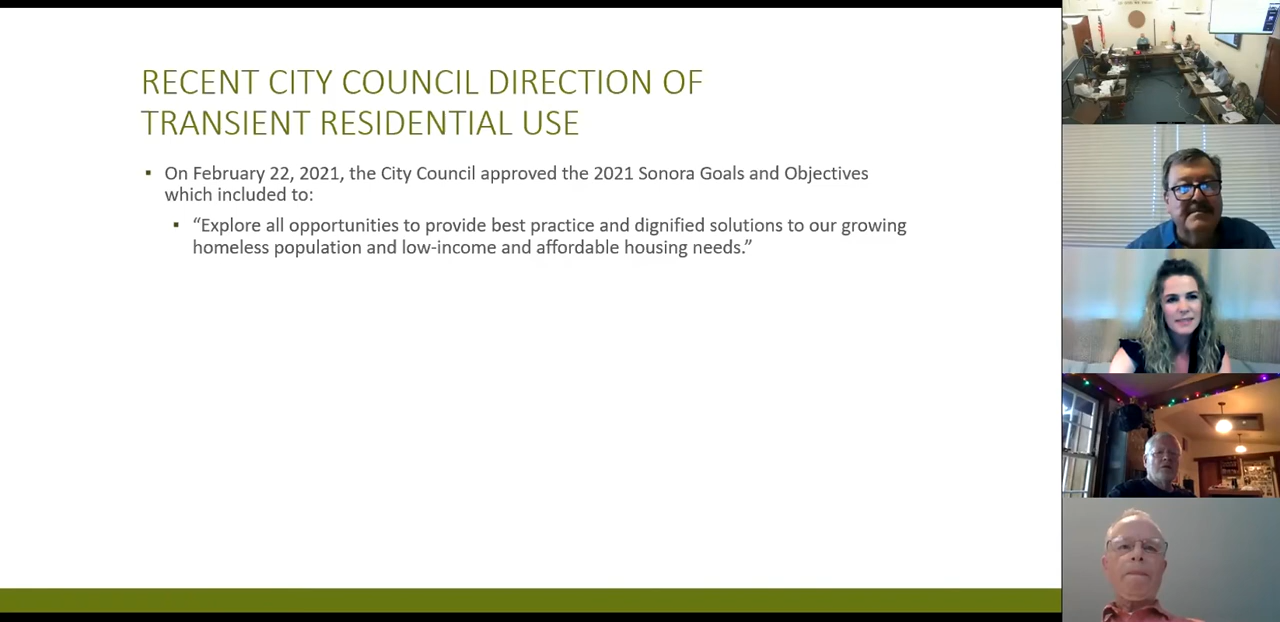 RECENT CITY COUNCIL DIRECTION OF
TRANSIENT RESIDENTIAL USE
▪ On February 22, 2021, the City Council approved the 2021 Sonora Goals and Objectives
which included to:
▪ “Explore all opportunities to provide best practice and dignified solutions to our growing
homeless population and low-income and affordable housing needs.”